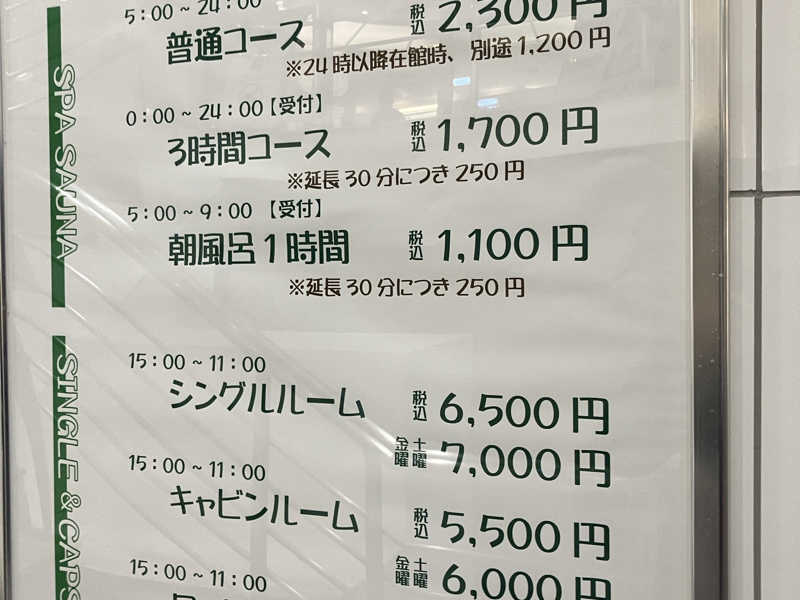 5：00～24：00
普通コース 税込 2,300円
※24時以降在館時、別途1,200円
0：00～24：00【受付】
3時間コース 税込 1,700円
※延長30分につき250円
5：00～9：00【受付】
朝風呂1時間 税込 1,100円
※延長30分につき250円
SPA SAUNA
15：00～11：00
シングルルーム 税込 6,500円
金曜 土曜 7,000円
15：00～11：00
キャビンルーム 税込 5,500円
金曜 土曜 6,000円
15：00～11：00
SINGLE & CAPS